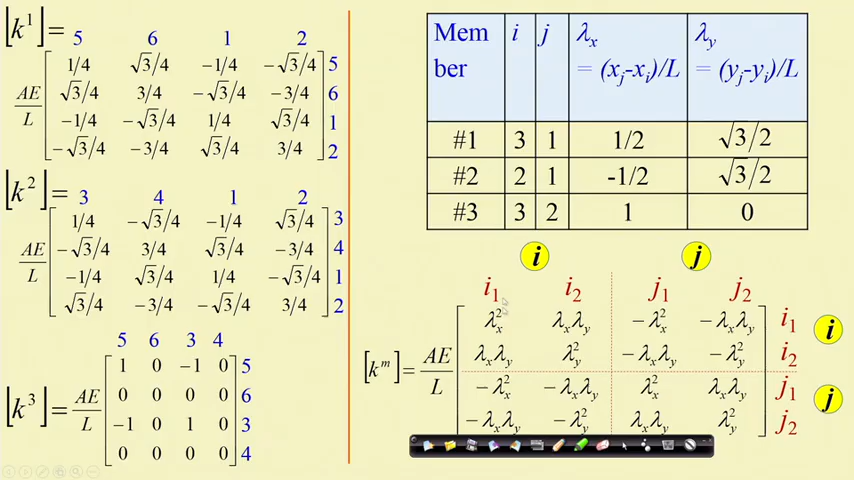 [k¹]=
5 6 1 2
AE/L
1/4 √3/4 −1/4 −√3/4 5
√3/4 3/4 −√3/4 −3/4 6
−1/4 −√3/4 1/4 √3/4 1
−√3/4 −3/4 √3/4 3/4 2
[k²]=
3 4 1 2
AE/L
1/4 −√3/4 −1/4 √3/4 3
−√3/4 3/4 √3/4 −3/4 4
−1/4 √3/4 1/4 −√3/4 1
√3/4 −3/4 −√3/4 3/4 2
5 6 3 4
[k³]= AE/L
1 0 −1 0 5
0 0 0 0 6
−1 0 1 0 3
0 0 0 0 4
Mem i j λx λy
ber = (xj-xi)/L = (yj-yi)/L
#1 3 1 1/2 √3/2
#2 2 1 -1/2 √3/2
#3 3 2 1 0
i j
i₁ i₂ j₁ j₂
[kᵐ]= AE/L
λx² λxλy −λx² −λxλy i₁ i
λxλy λy² −λxλy −λy² i₂
−λx² −λxλy λx² λxλy j₁ j
−λxλy −λy² λxλy λy² j₂